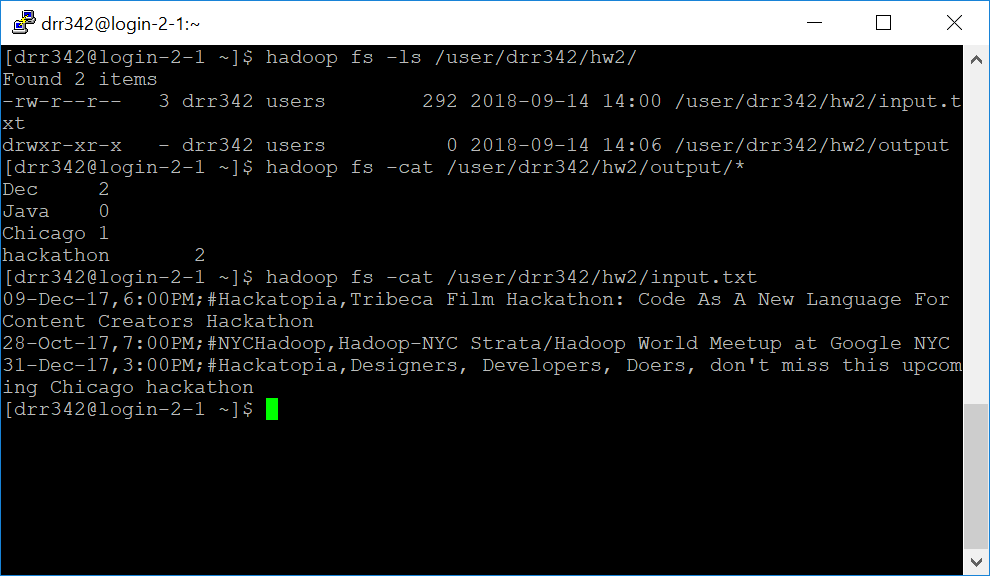 drr342@login-2-1:~
[drr342@login-2-1 ~]$ hadoop fs -ls /user/drr342/hw2/
Found 2 items
-rw-r--r--   3 drr342 users        292 2018-09-14 14:00 /user/drr342/hw2/input.t
xt
drwxr-xr-x   - drr342 users          0 2018-09-14 14:06 /user/drr342/hw2/output
[drr342@login-2-1 ~]$ hadoop fs -cat /user/drr342/hw2/output/*
Dec     2
Java    0
Chicago 1
hackathon       2
[drr342@login-2-1 ~]$ hadoop fs -cat /user/drr342/hw2/input.txt
09-Dec-17,6:00PM;#Hackatopia,Tribeca Film Hackathon: Code As A New Language For
Content Creators Hackathon
28-Oct-17,7:00PM;#NYCHadoop,Hadoop-NYC Strata/Hadoop World Meetup at Google NYC
31-Dec-17,3:00PM;#Hackatopia,Designers, Developers, Doers, don't miss this upcom
ing Chicago hackathon
[drr342@login-2-1 ~]$